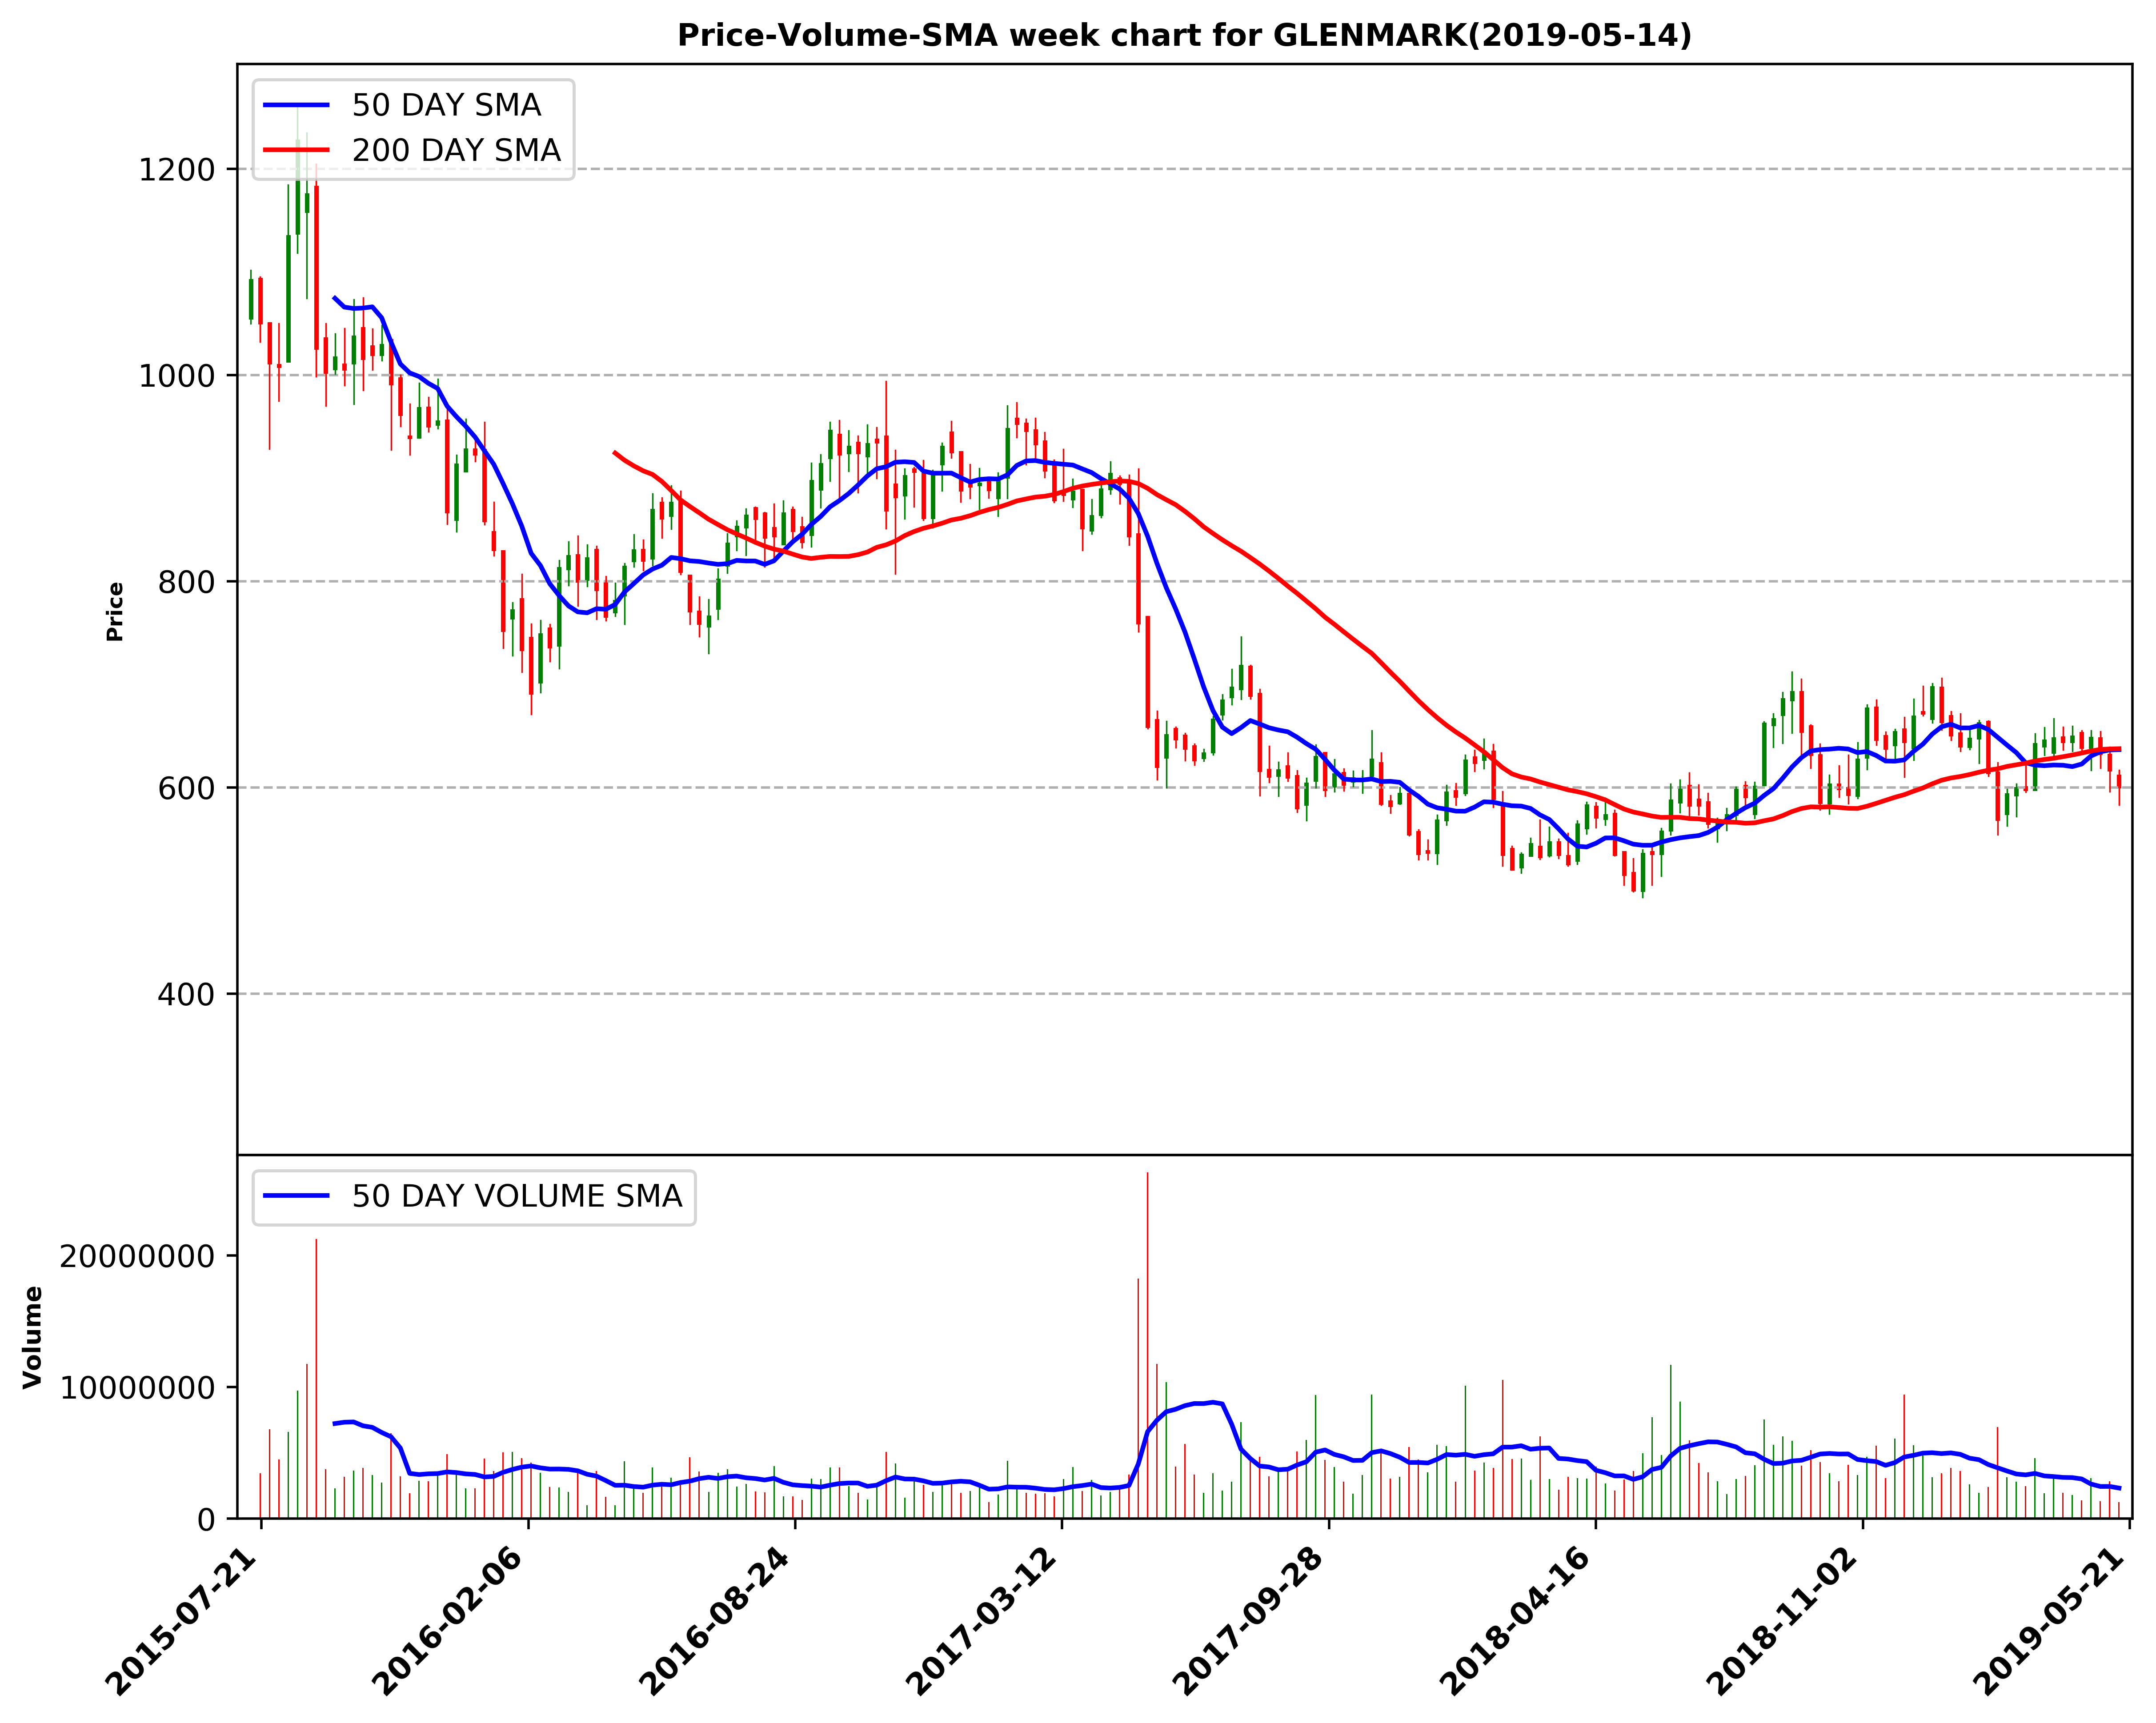 Price-Volume-SMA week chart for GLENMARK(2019-05-14)
50 DAY SMA
200 DAY SMA
1200
1000
800
600
400
Price
50 DAY VOLUME SMA
20000000
10000000
0
Volume
2015-07-21
2016-02-06
2016-08-24
2017-03-12
2017-09-28
2018-04-16
2018-11-02
2019-05-21